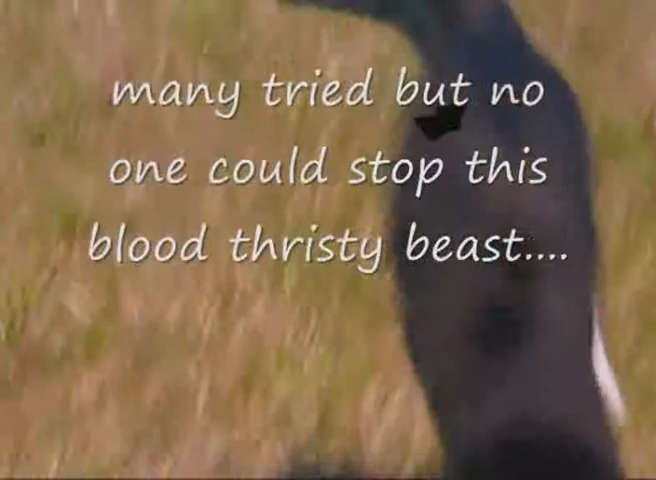 many tried but no
one could stop this
blood thristy beast....